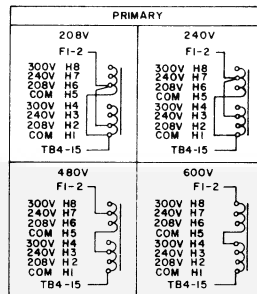 PRIMARY
208V
F1-2
300V H8
240V H7
208V H6
COM H5
300V H4
240V H3
208V H2
COM H1
TB4-15
240V
F1-2
300V H8
240V H7
208V H6
COM H5
300V H4
240V H3
208V H2
COM H1
TB4-15
480V
F1-2
300V H8
240V H7
208V H6
COM H5
300V H4
240V H3
208V H2
COM H1
TB4-15
600V
F1-2
300V H8
240V H7
208V H6
COM H5
300V H4
240V H3
208V H2
COM H1
TB4-15